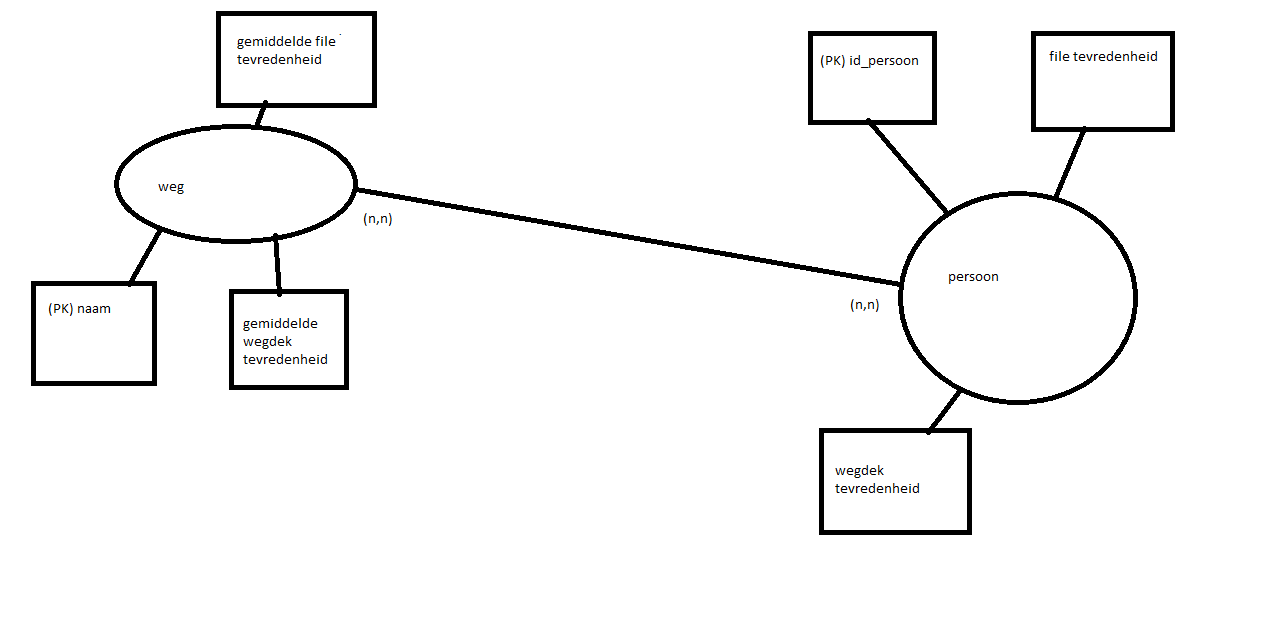 gemiddelde file
tevredenheid
weg
(n,n)
(PK) naam
gemiddelde
wegdek
tevredenheid
(PK) id_persoon
file tevredenheid
persoon
(n,n)
wegdek
tevredenheid